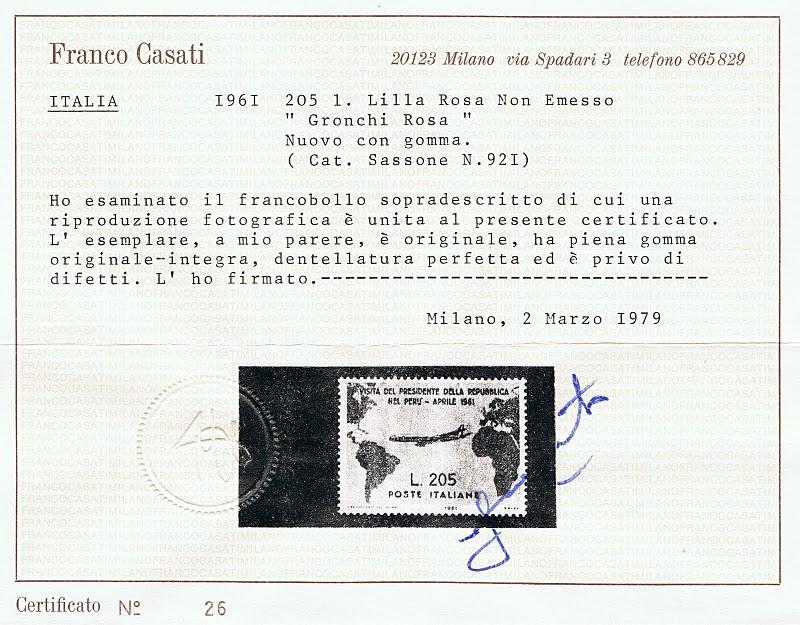 Franco Casati
20123 Milano via Spadari 3 telefono 865829
ITALIA I96I 205 l. Lilla Rosa Non Emesso
" Gronchi Rosa "
Nuovo con gomma.
( Cat. Sassone N.92I)
Ho esaminato il francobollo sopradescritto di cui una
riproduzione fotografica è unita al presente certificato.
L' esemplare, a mio parere, è originale, ha piena gomma
originale-integra, dentellatura perfetta ed è privo di
difetti. L' ho firmato.---------------------------------
Milano, 2 Marzo I979
VISITA DEL PRESIDENTE DELLA REPUBBLICA
NEL PERU' - APRILE 1961
L. 205
POSTE ITALIANE
1961
Certificato Nº 26